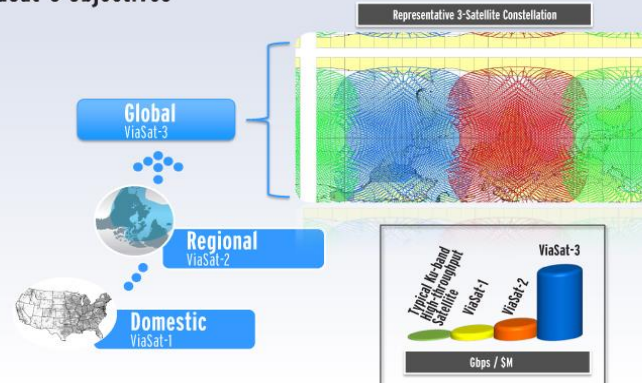 Representative 3-Satellite Constellation
Global
ViaSat-3
Regional
ViaSat-2
Domestic
ViaSat-1
Typical Ku-band
High-throughput
Satellite
ViaSat-1
ViaSat-2
ViaSat-3
Gbps / $M